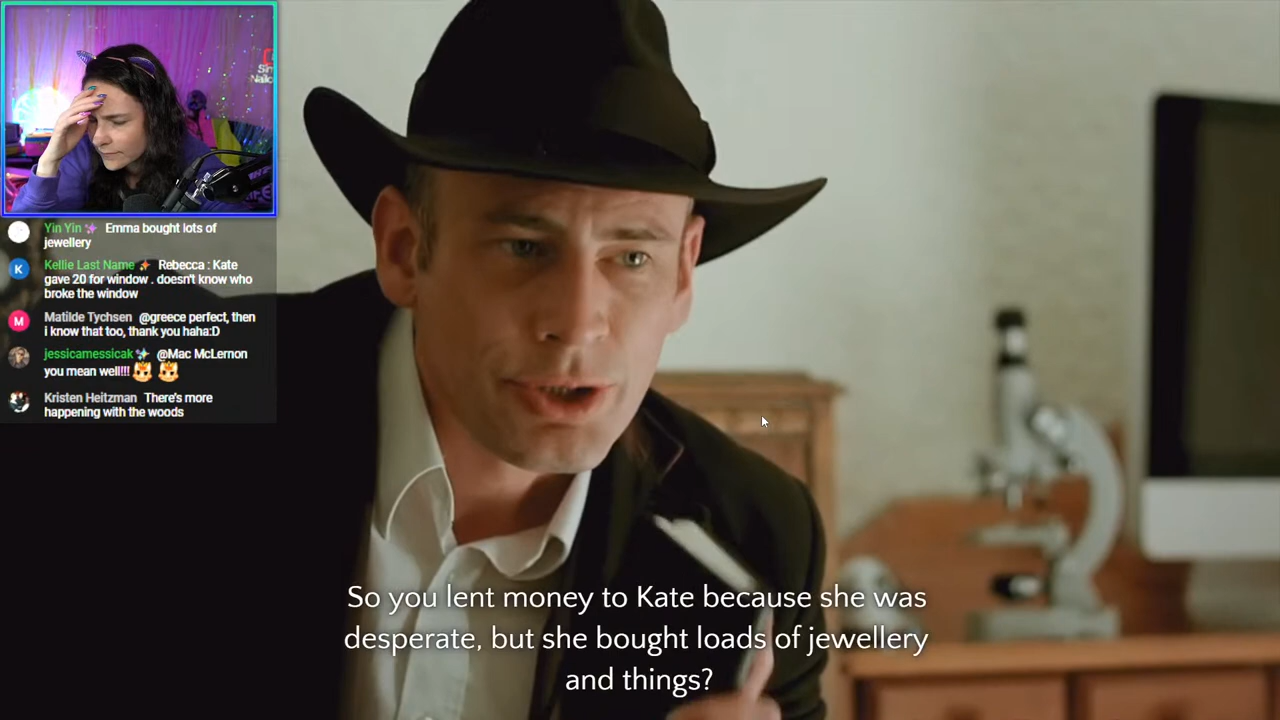 Yin Yin Emma bought lots of
jewellery
Kellie Last Name Rebecca : Kate
gave 20 for window . doesn't know who
broke the window
Matilde Tychsen @greece perfect, then
i know that too, thank you haha:D
jessicamessicak @Mac McLernon
you mean well!!!
Kristen Heitzman There's more
happening with the woods
K
M
So you lent money to Kate because she was
desperate, but she bought loads of jewellery
and things?